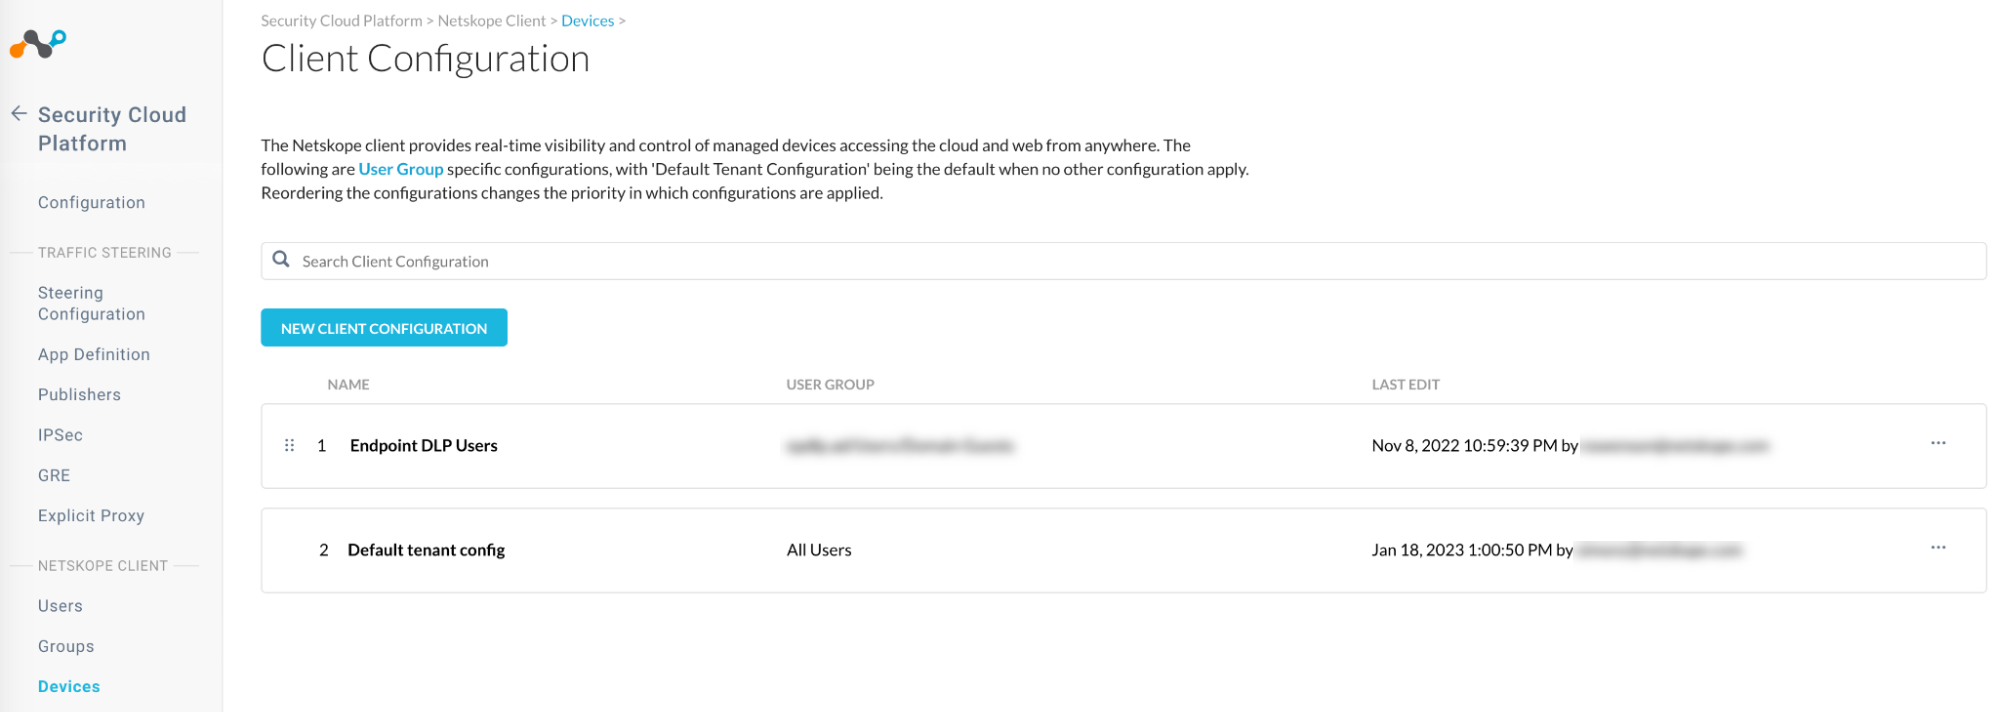 Security Cloud Platform > Netskope Client > Devices >
Client Configuration
Security Cloud
Platform
The Netskope client provides real-time visibility and control of managed devices accessing the cloud and web from anywhere. The
following are User Group specific configurations, with 'Default Tenant Configuration' being the default when no other configuration apply.
Reordering the configurations changes the priority in which configurations are applied.
Configuration
TRAFFIC STEERING
Steering
Configuration
App Definition
Publishers
IPSec
GRE
Explicit Proxy
NETSKOPE CLIENT
Users
Groups
Devices
Search Client Configuration
NEW CLIENT CONFIGURATION
NAME USER GROUP LAST EDIT
1 Endpoint DLP Users Nov 8, 2022 10:59:39 PM by
2 Default tenant config All Users Jan 18, 2023 1:00:50 PM by